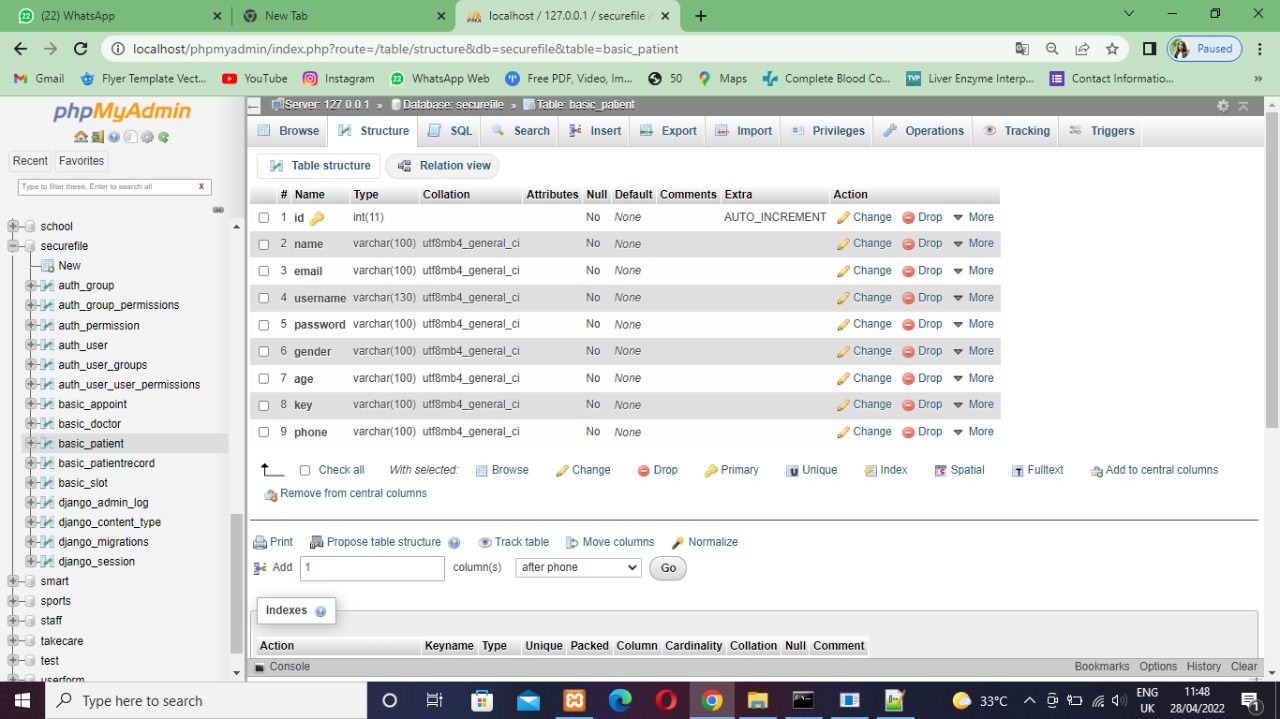 (22) WhatsApp
New Tab
localhost / 127.0.0.1 / securefile
localhost/phpmyadmin/index.php?route=/table/structure&db=securefile&table=basic_patient
Paused
Gmail
Flyer Template Vect...
YouTube
Instagram
WhatsApp Web
Free PDF, Video, Im...
50
Maps
Complete Blood Co...
Liver Enzyme Interp...
Contact Informatio...
phpMyAdmin
Recent Favorites
Type to filter these, Enter to search all X
school
securefile
New
auth_group
auth_group_permissions
auth_permission
auth_user
auth_user_groups
auth_user_user_permissions
basic_appoint
basic_doctor
basic_patient
basic_patientrecord
basic_slot
django_admin_log
django_content_type
django_migrations
django_session
smart
sports
staff
takecare
test
userform
Server: 127.0.0.1 » Database: securefile » Table: basic_patient
Browse Structure SQL Search Insert Export Import Privileges Operations Tracking Triggers
Table structure Relation view
# Name Type Collation Attributes Null Default Comments Extra Action
1 id int(11) No None AUTO_INCREMENT Change Drop More
2 name varchar(100) utf8mb4_general_ci No None Change Drop More
3 email varchar(100) utf8mb4_general_ci No None Change Drop More
4 username varchar(130) utf8mb4_general_ci No None Change Drop More
5 password varchar(100) utf8mb4_general_ci No None Change Drop More
6 gender varchar(100) utf8mb4_general_ci No None Change Drop More
7 age varchar(100) utf8mb4_general_ci No None Change Drop More
8 key varchar(100) utf8mb4_general_ci No None Change Drop More
9 phone varchar(100) utf8mb4_general_ci No None Change Drop More
Check all With selected: Browse Change Drop Primary Unique Index Spatial Fulltext Add to central columns
Remove from central columns
Print Propose table structure Track table Move columns Normalize
Add 1 column(s) after phone Go
Indexes
Action Keyname Type Unique Packed Column Cardinality Collation Null Comment
Console Bookmarks Options History Clear
Type here to search
33°C
ENG
UK
11:48
28/04/2022
1